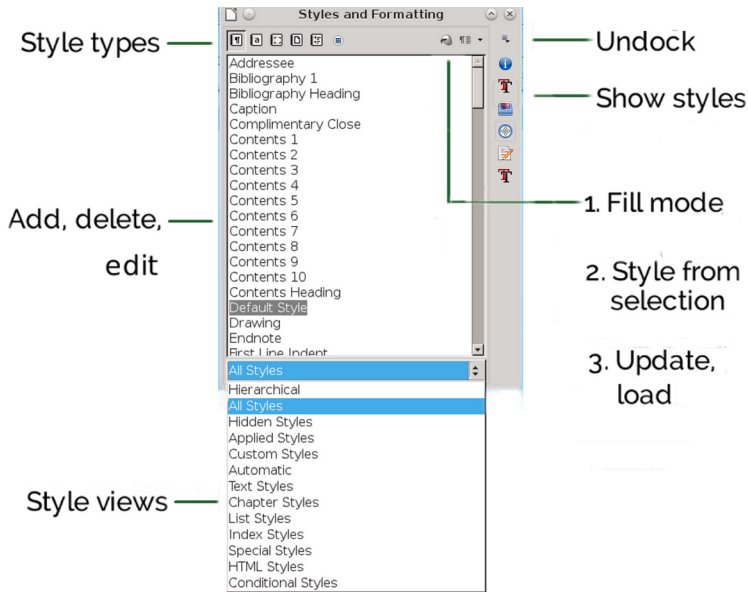 Styles and Formatting
Style types
Undock
Show styles
Addressee
Bibliography 1
Bibliography Heading
Caption
Complimentary Close
Contents 1
Contents 2
Contents 3
Contents 4
Contents 5
Contents 6
Contents 7
Contents 8
Contents 9
Contents 10
Contents Heading
Default Style
Drawing
Endnote
First Line Indent
Add, delete,
edit
1. Fill mode
2. Style from
selection
3. Update,
load
All Styles
Hierarchical
All Styles
Hidden Styles
Applied Styles
Custom Styles
Automatic
Text Styles
Chapter Styles
List Styles
Index Styles
Special Styles
HTML Styles
Conditional Styles
Style views